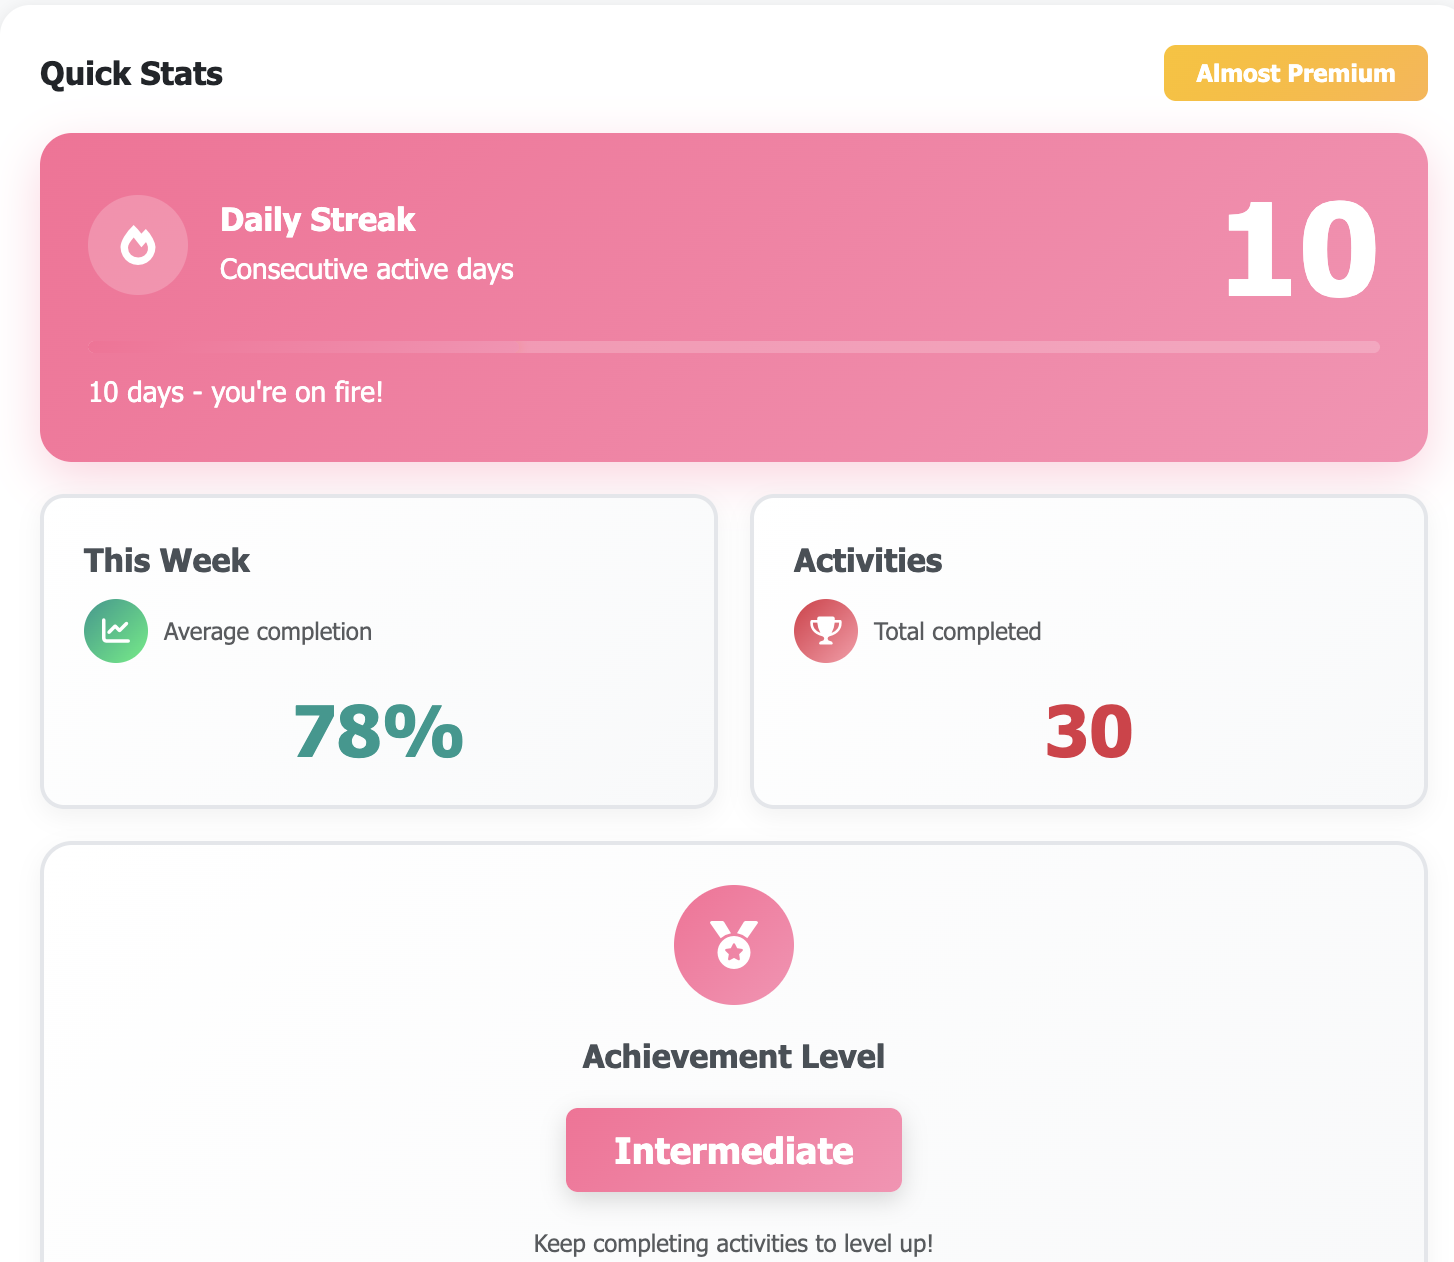 Quick Stats
Almost Premium
Daily Streak
Consecutive active days
10
10 days - you're on fire!
This Week
Average completion
78%
Activities
Total completed
30
Achievement Level
Intermediate
Keep completing activities to level up!